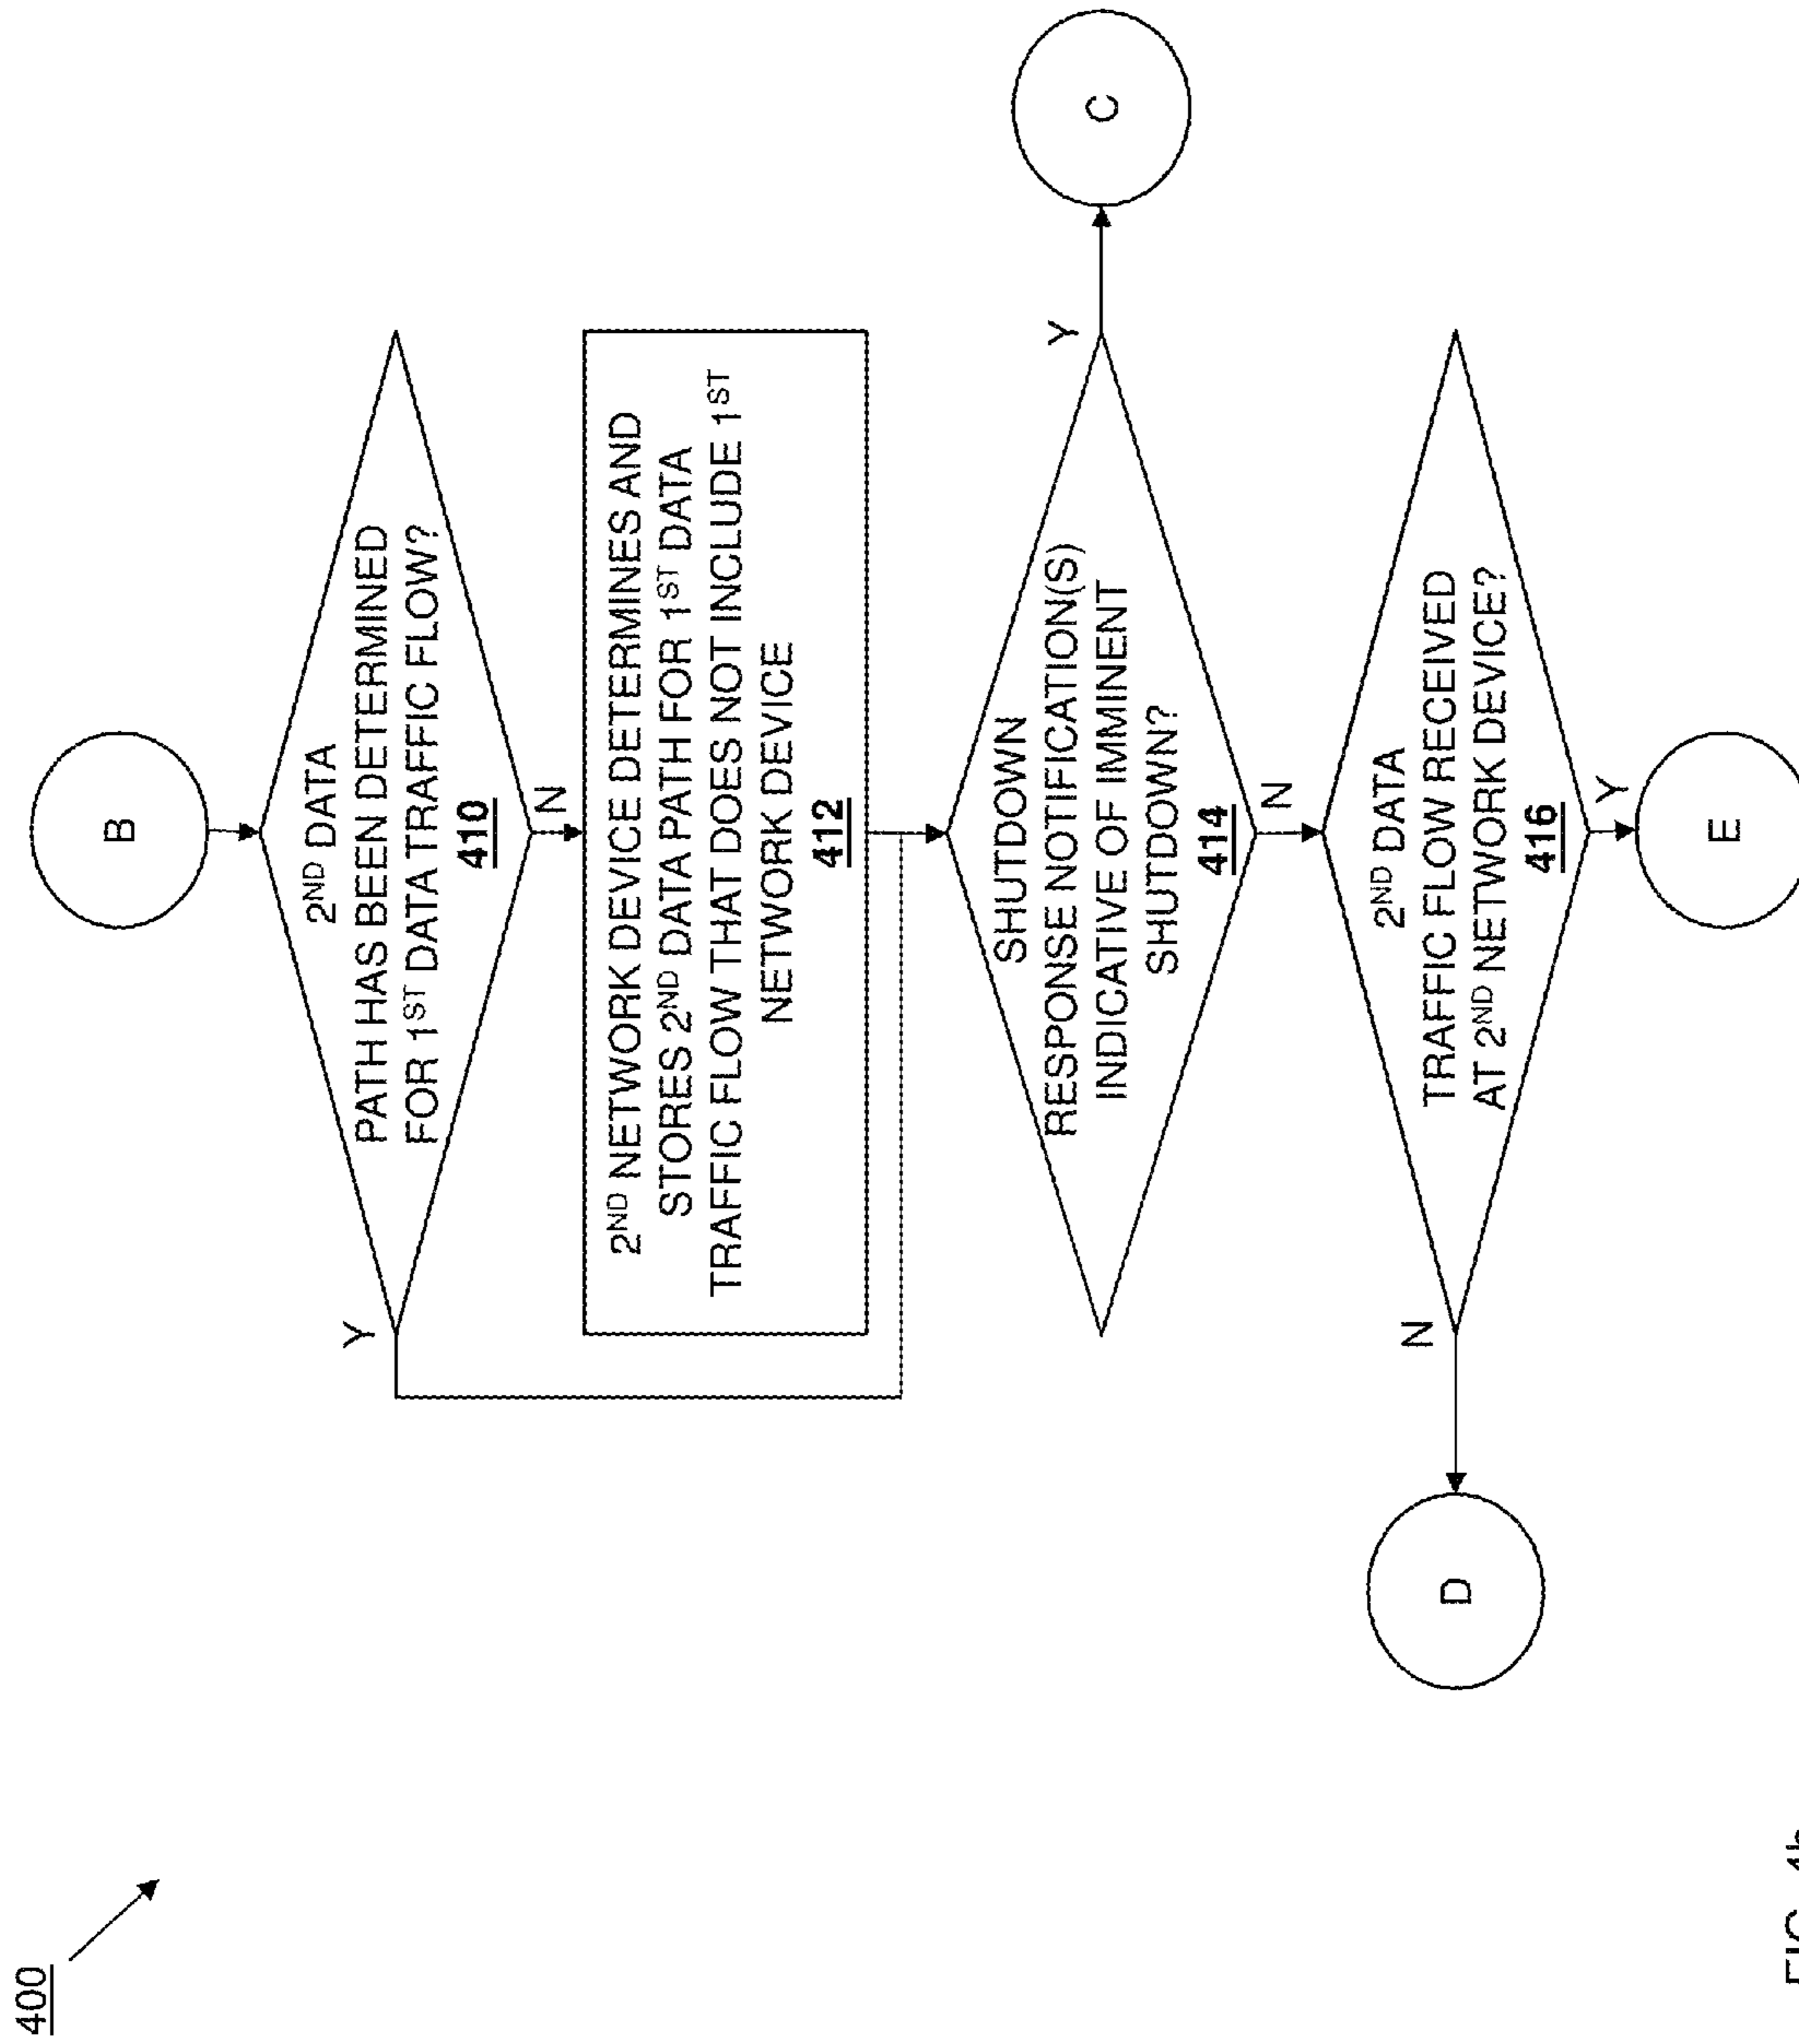 400
B
2ND DATA
PATH HAS BEEN DETERMINED
FOR 1ST DATA TRAFFIC FLOW?
410
Y
N
2ND NETWORK DEVICE DETERMINES AND
STORES 2ND DATA PATH FOR 1ST DATA
TRAFFIC FLOW THAT DOES NOT INCLUDE 1ST
NETWORK DEVICE
412
SHUTDOWN
RESPONSE NOTIFICATION(S)
INDICATIVE OF IMMINENT
SHUTDOWN?
414
Y
C
N
2ND DATA
TRAFFIC FLOW RECEIVED
AT 2ND NETWORK DEVICE?
416
N
D
Y
E
FIG. 4b